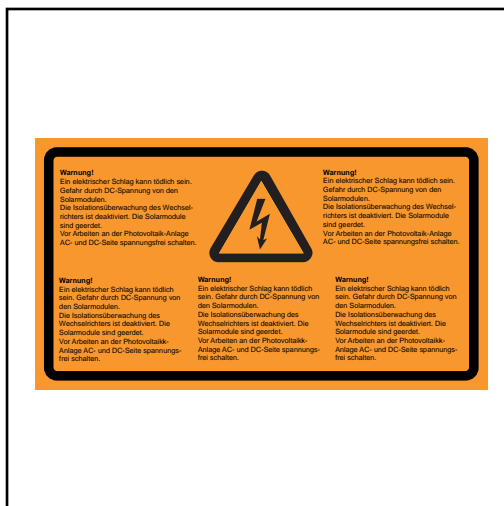 Warnung!
Ein elektrischer Schlag kann tödlich sein.
Gefahr durch DC-Spannung von den
Solarmodulen.
Die Isolationsüberwachung des Wechsel-
richters ist deaktiviert. Die Solarmodule
sind geerdet.
Vor Arbeiten an der Photovoltaik-Anlage
AC- und DC-Seite spannungsfrei schalten.
Warnung!
Ein elektrischer Schlag kann tödlich sein.
Gefahr durch DC-Spannung von den
Solarmodulen.
Die Isolationsüberwachung des Wechsel-
richters ist deaktiviert. Die Solarmodule
sind geerdet.
Vor Arbeiten an der Photovoltaik-Anlage
AC- und DC-Seite spannungsfrei schalten.
Warnung!
Ein elektrischer Schlag kann tödlich
sein. Gefahr durch DC-Spannung von
den Solarmodulen.
Die Isolationsüberwachung des
Wechselrichters ist deaktiviert. Die
Solarmodule sind geerdet.
Vor Arbeiten an der Photovoltaikk-
Anlage AC- und DC-Seite spannungs-
frei schalten.
Warnung!
Ein elektrischer Schlag kann tödlich
sein. Gefahr durch DC-Spannung von
den Solarmodulen.
Die Isolationsüberwachung des
Wechselrichters ist deaktiviert. Die
Solarmodule sind geerdet.
Vor Arbeiten an der Photovoltaikk-
Anlage AC- und DC-Seite spannungs-
frei schalten.
Warnung!
Ein elektrischer Schlag kann tödlich
sein. Gefahr durch DC-Spannung von
den Solarmodulen.
Die Isolationsüberwachung des
Wechselrichters ist deaktiviert. Die
Solarmodule sind geerdet.
Vor Arbeiten an der Photovoltaikk-
Anlage AC- und DC-Seite spannungs-
frei schalten.